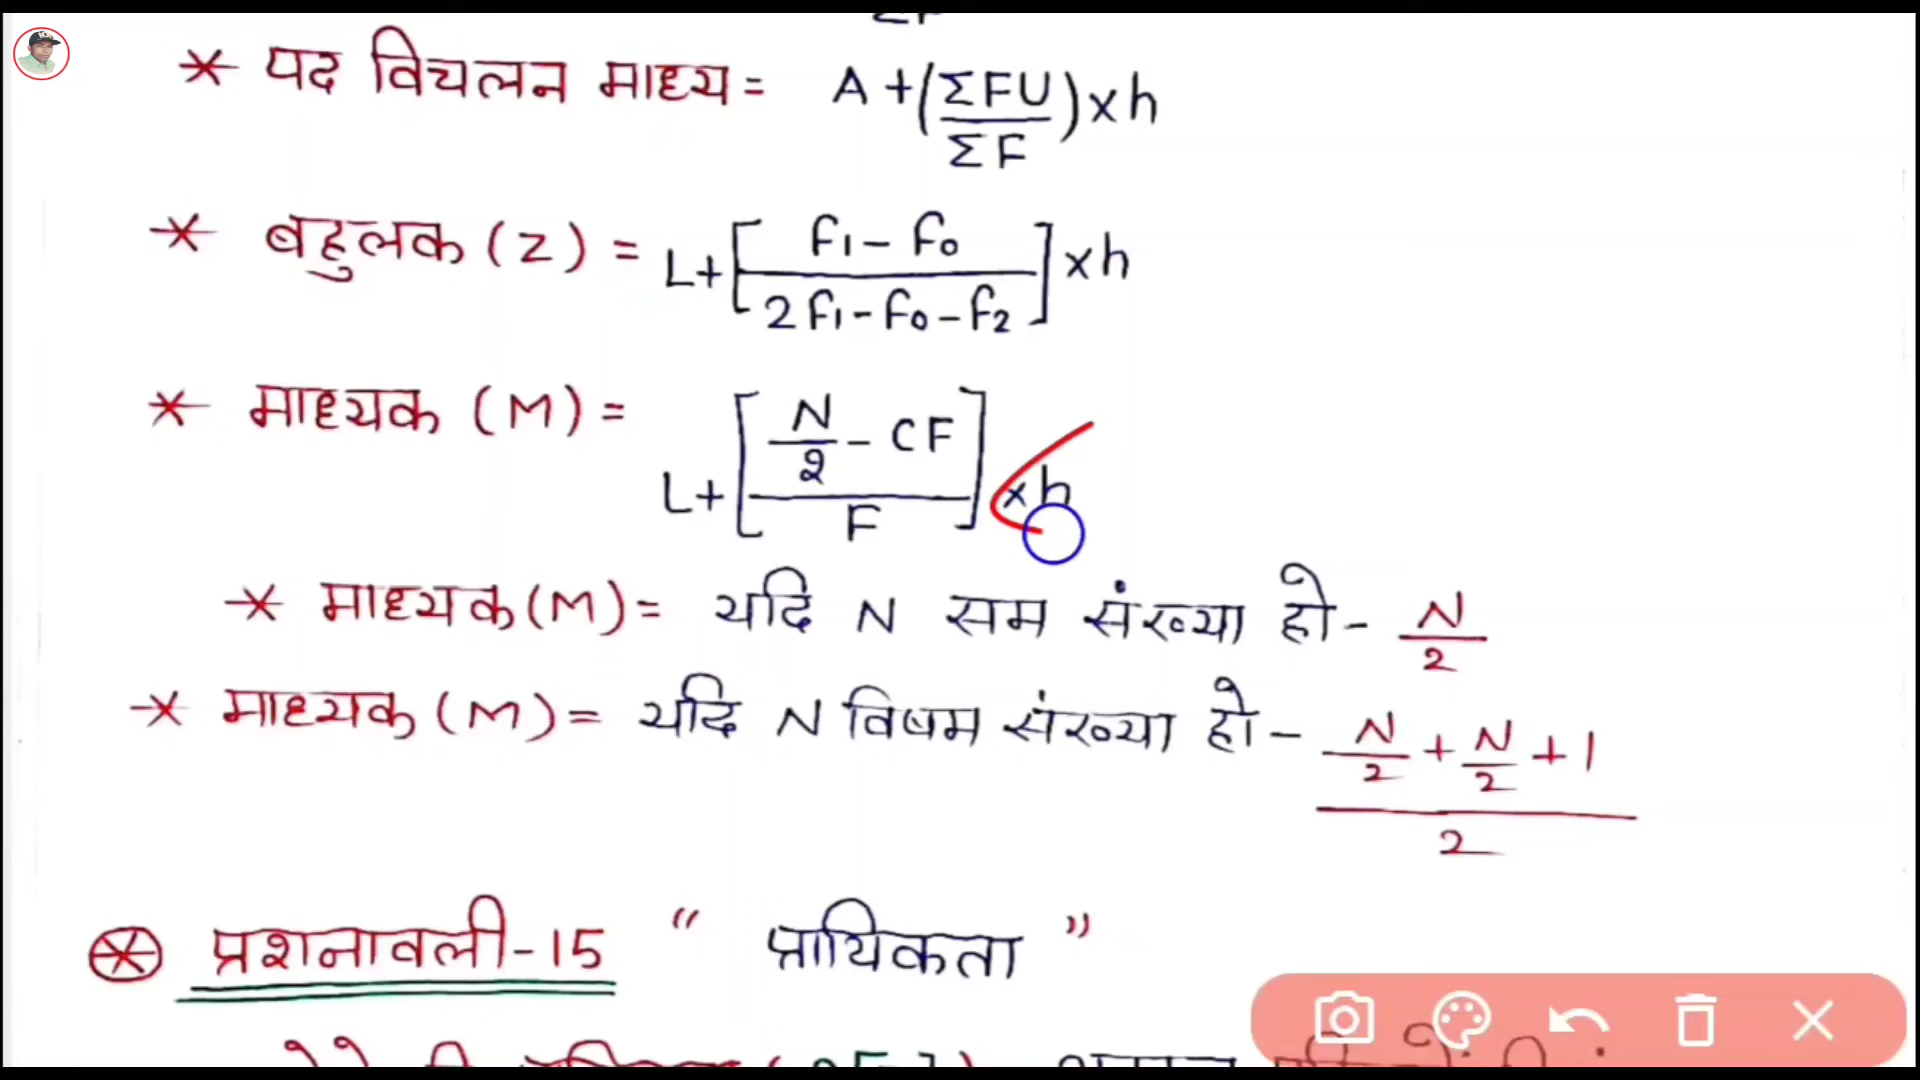 * पद विचलन माध्य = A + (ΣFU / ΣF) × h
* बहुलक (Z) = L + [f1 - f0 / 2f1 - f0 - f2] × h
* माध्यक (M) = L + [N/2 - CF / F] × h
* माध्यक (M) = यदि N सम संख्या हो - N/2
* माध्यक (M) = यदि N विषम संख्या हो - (N/2 + N/2 + 1) / 2
* प्रशनावली - 15 " प्रायिकता "